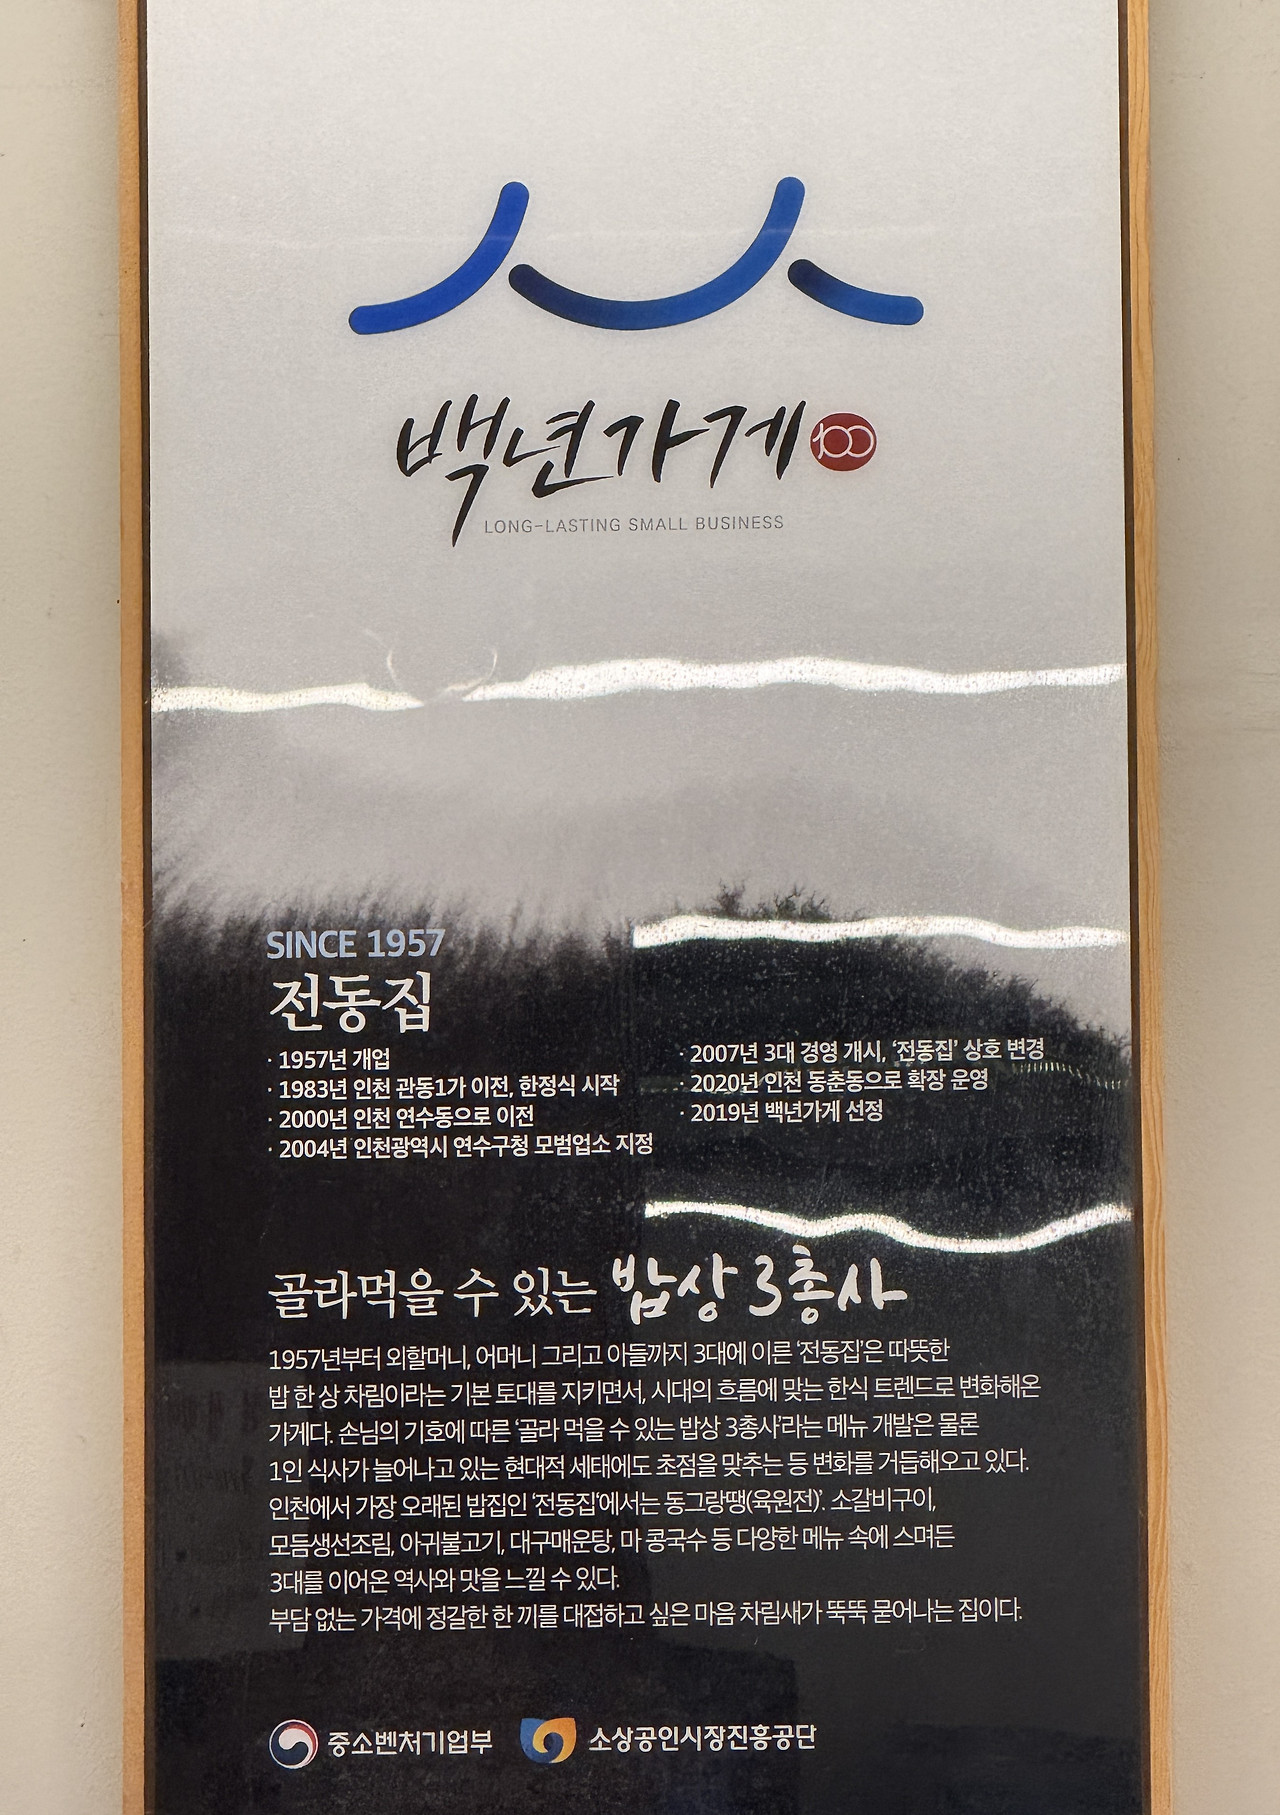 백년가게 100
LONG-LASTING SMALL BUSINESS
SINCE 1957
전동집
· 1957년 개업
· 1983년 인천 관동1가 이전, 한정식 시작
· 2000년 인천 연수동으로 이전
· 2004년 인천광역시 연수구청 모범업소 지정
· 2007년 3대 경영 개시, ‘전동집’ 상호 변경
· 2020년 인천 동춘동으로 확장 운영
· 2019년 백년가게 선정
골라먹을 수 있는 밥상 3총사
1957년부터 외할머니, 어머니 그리고 아들까지 3대에 이른 ‘전동집’은 따뜻한
밥 한 상 차림이라는 기본 토대를 지키면서, 시대의 흐름에 맞는 한식 트렌드로 변화해온
가게다. 손님의 기호에 따른 ‘골라 먹을 수 있는 밥상 3총사’라는 메뉴 개발은 물론
1인 식사가 늘어나고 있는 현대적 세태에도 초점을 맞추는 등 변화를 거듭해오고 있다.
인천에서 가장 오래된 밥집인 ‘전동집‘에서는 동그랑땡(육원전)’. 소갈비구이,
모듬생선조림, 아귀불고기, 대구매운탕, 마 콩국수 등 다양한 메뉴 속에 스며든
3대를 이어온 역사와 맛을 느낄 수 있다.
부담 없는 가격에 정갈한 한 끼를 대접하고 싶은 마음 차림새가 뚝뚝 묻어나는 집이다.
중소벤처기업부 소상공인시장진흥공단